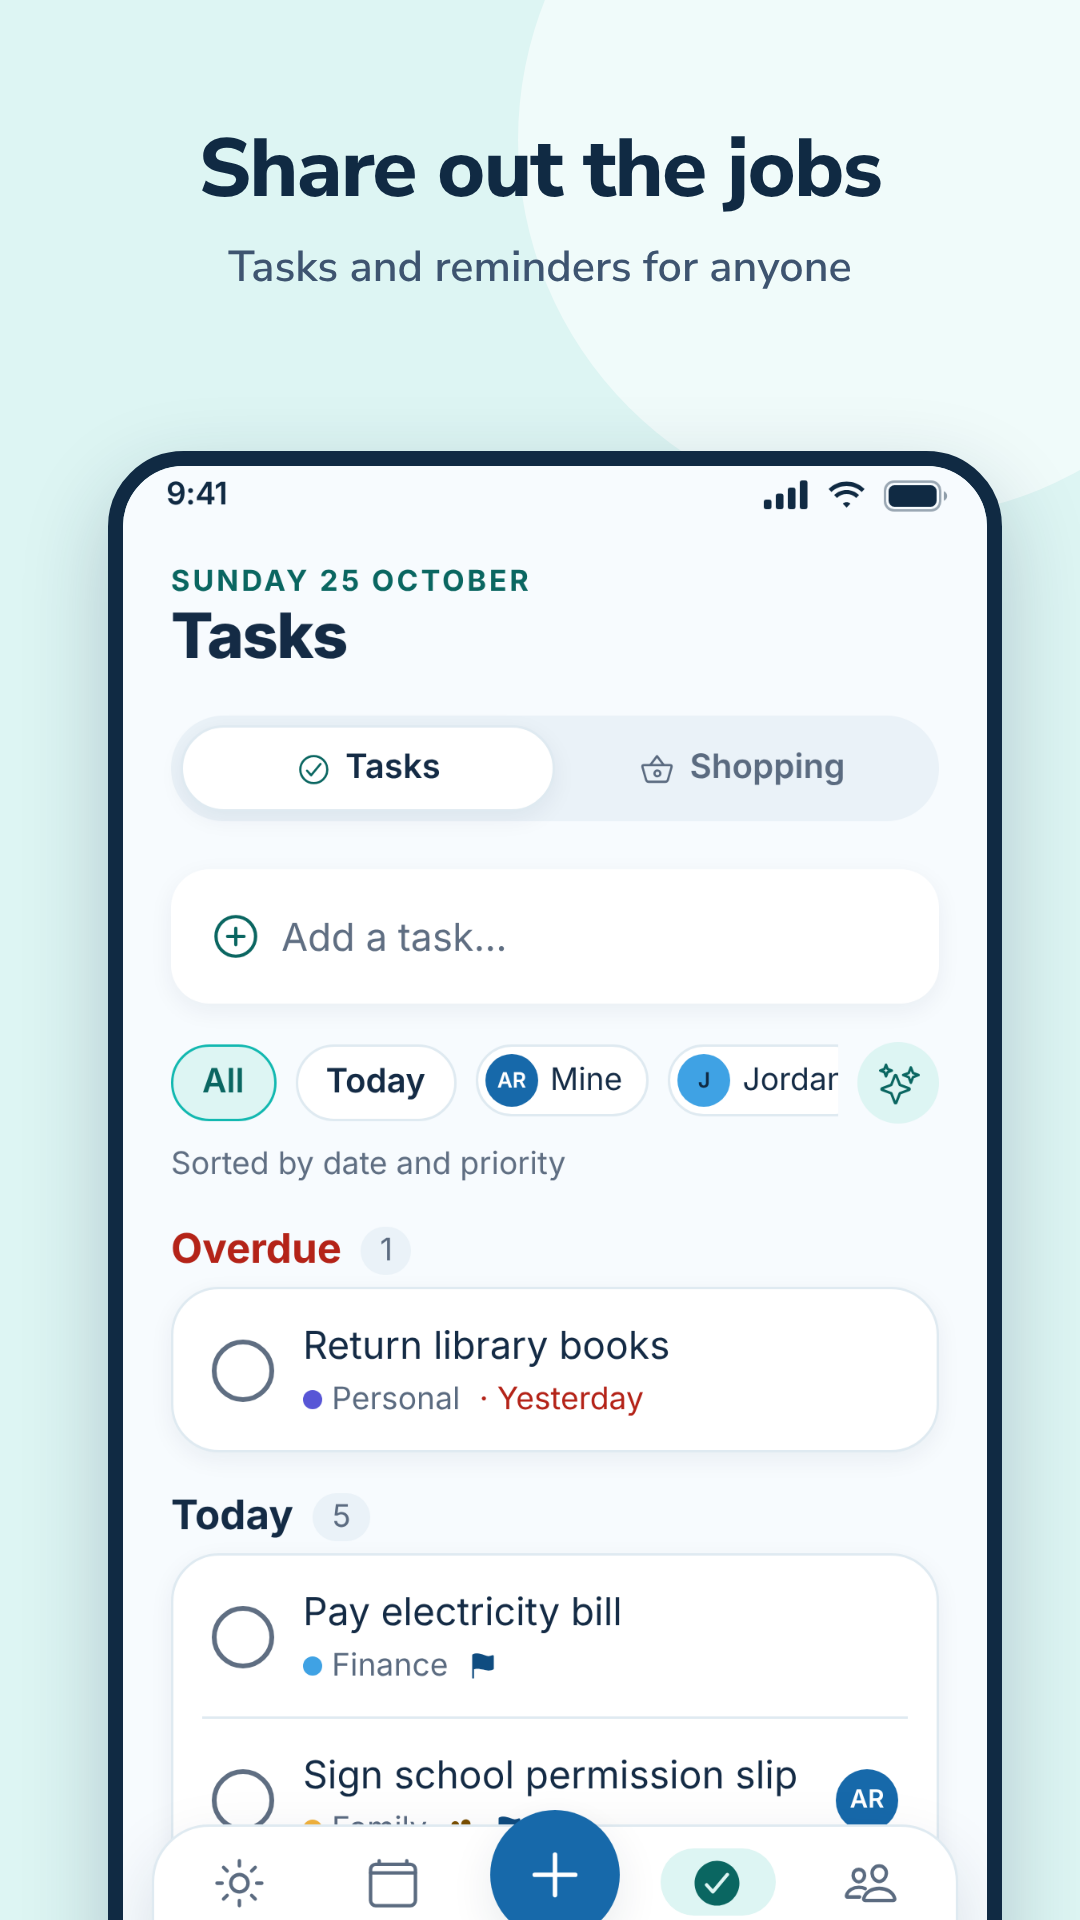 Share out the jobs
Tasks and reminders for anyone
9:41
SUNDAY 25 OCTOBER
Tasks
Tasks
Shopping
Add a task...
All
Today
AR Mine
J Jordan
Sorted by date and priority
Overdue 1
Return library books
Personal · Yesterday
Today 5
Pay electricity bill
Finance
Sign school permission slip
AR
Family